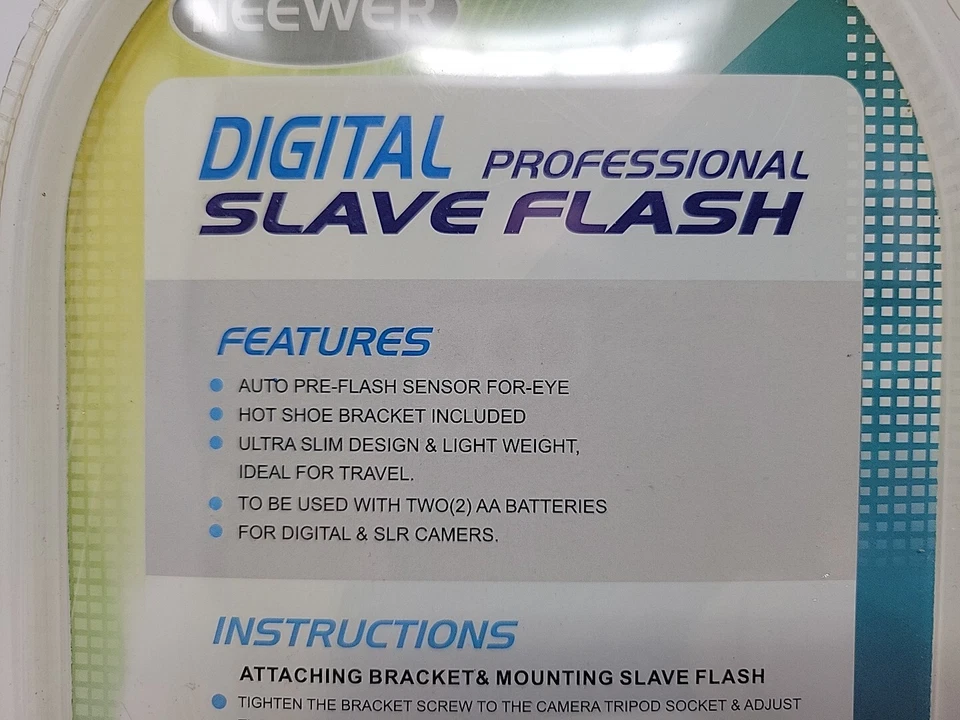 NEEWER
DIGITAL PROFESSIONAL
SLAVE FLASH
FEATURES
AUTO PRE-FLASH SENSOR FOR-EYE
HOT SHOE BRACKET INCLUDED
ULTRA SLIM DESIGN & LIGHT WEIGHT,
IDEAL FOR TRAVEL.
TO BE USED WITH TWO(2) AA BATTERIES
FOR DIGITAL & SLR CAMERS.
INSTRUCTIONS
ATTACHING BRACKET& MOUNTING SLAVE FLASH
TIGHTEN THE BRACKET SCREW TO THE CAMERA TRIPOD SOCKET & ADJUST